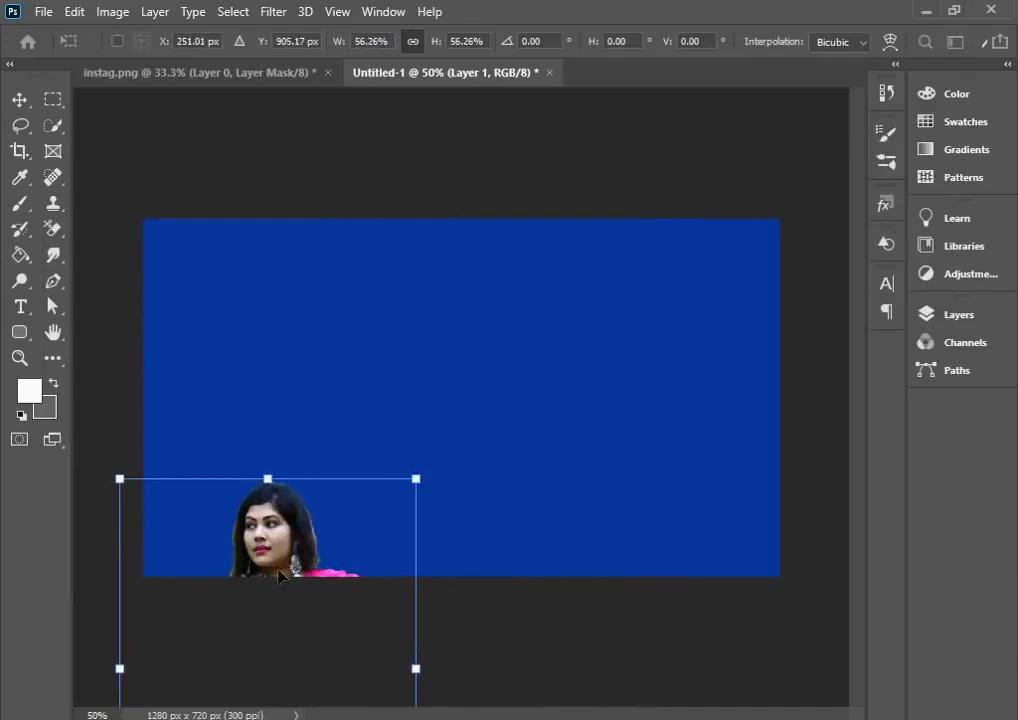 Ps File Edit Image Layer Type Select Filter 3D View Window Help
X: 251.01 px Y: 905.17 px W: 56.26% H: 56.26% 0.00 ° H: 0.00 ° V: 0.00 ° Interpolation: Bicubic
instag.png @ 33.3% (Layer 0, Layer Mask/8) * × Untitled-1 @ 50% (Layer 1, RGB/8) * ×
Color
Swatches
Gradients
Patterns
fx
Learn
Libraries
Adjustme...
A
Layers
Channels
Paths
T
50% 1280 px x 720 px (300 ppi)